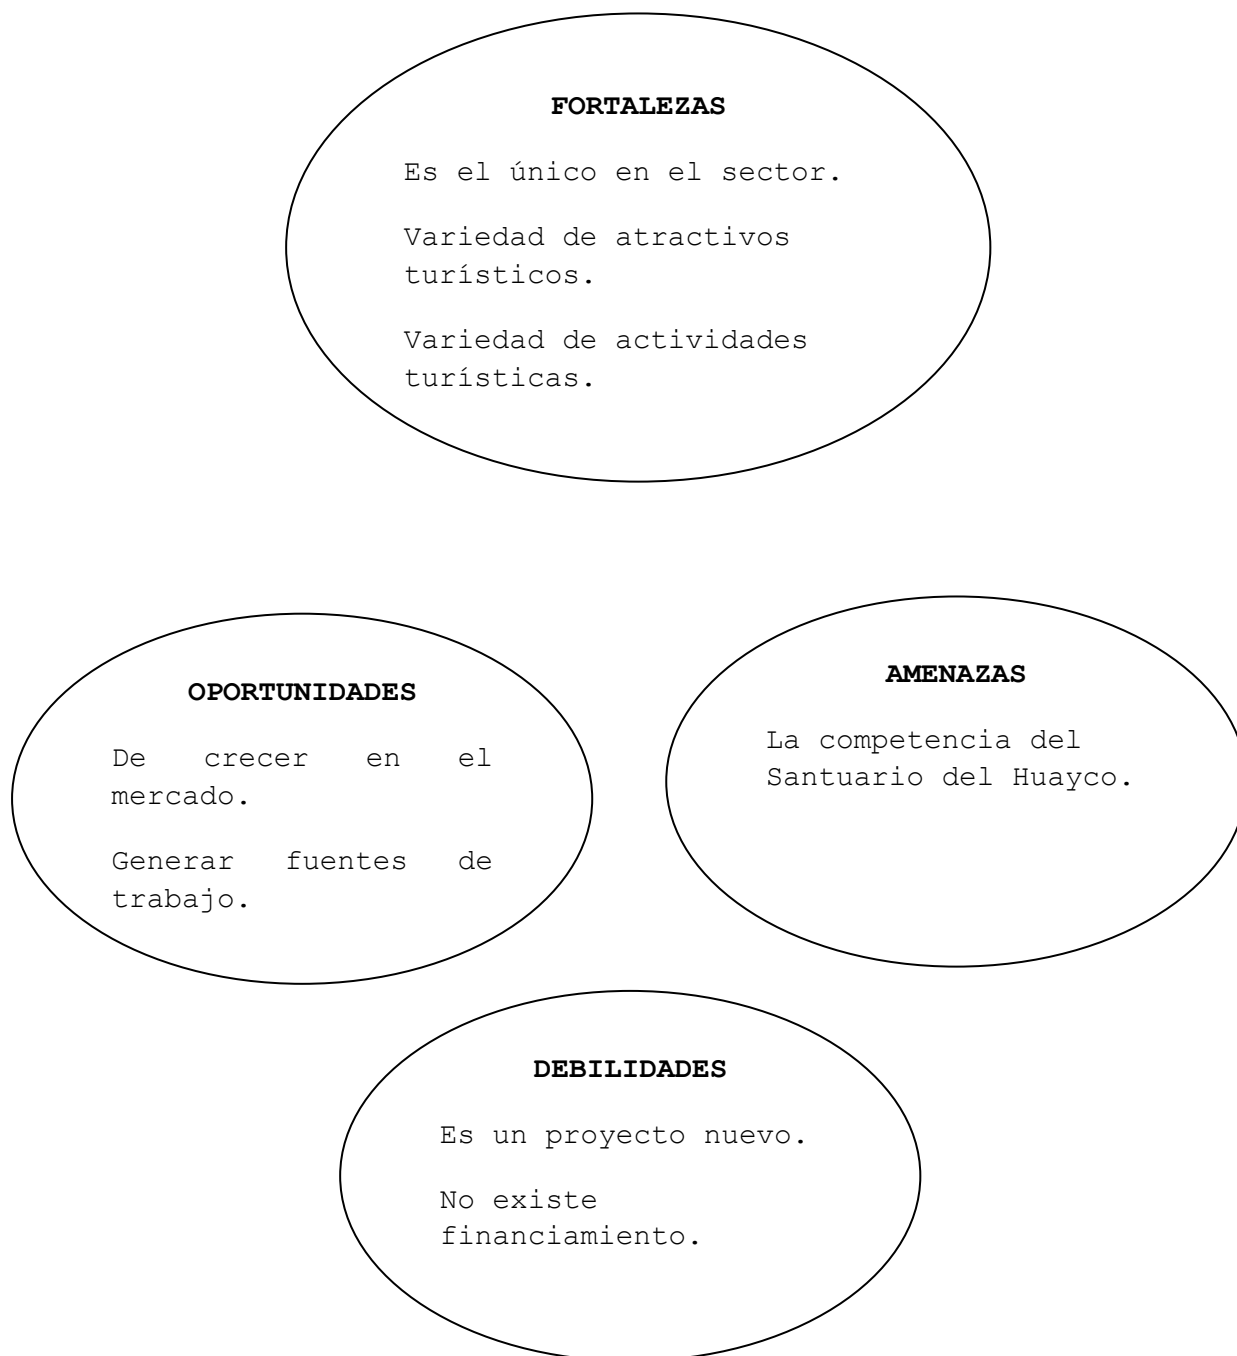 FORTALEZAS
Es el único en el sector.
Variedad de atractivos
turísticos.
Variedad de actividades
turísticas.
OPORTUNIDADES
De crecer en el
mercado.
Generar fuentes de
trabajo.
AMENAZAS
La competencia del
Santuario del Huayco.
DEBILIDADES
Es un proyecto nuevo.
No existe
financiamiento.